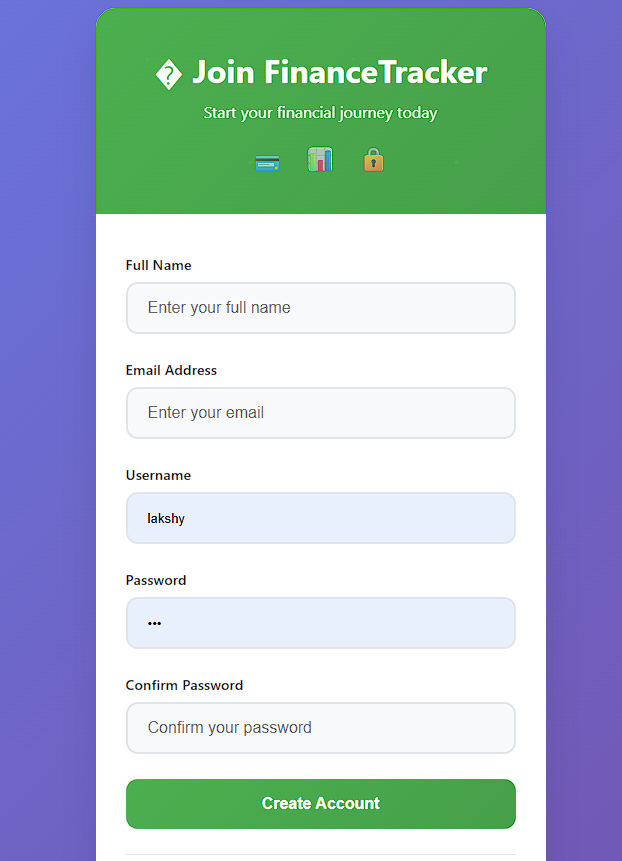 � Join FinanceTracker
Start your financial journey today
Full Name
Enter your full name
Email Address
Enter your email
Username
lakshy
Password
•••
Confirm Password
Confirm your password
Create Account